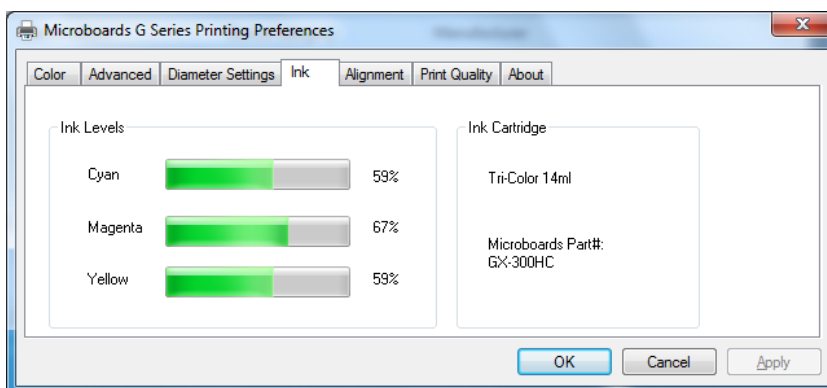 Microboards G Series Printing Preferences
Color Advanced Diameter Settings Ink Alignment Print Quality About
Ink Levels
Cyan 59%
Magenta 67%
Yellow 59%
Ink Cartridge
Tri-Color 14ml
Microboards Part#:
GX-300HC
OK Cancel Apply